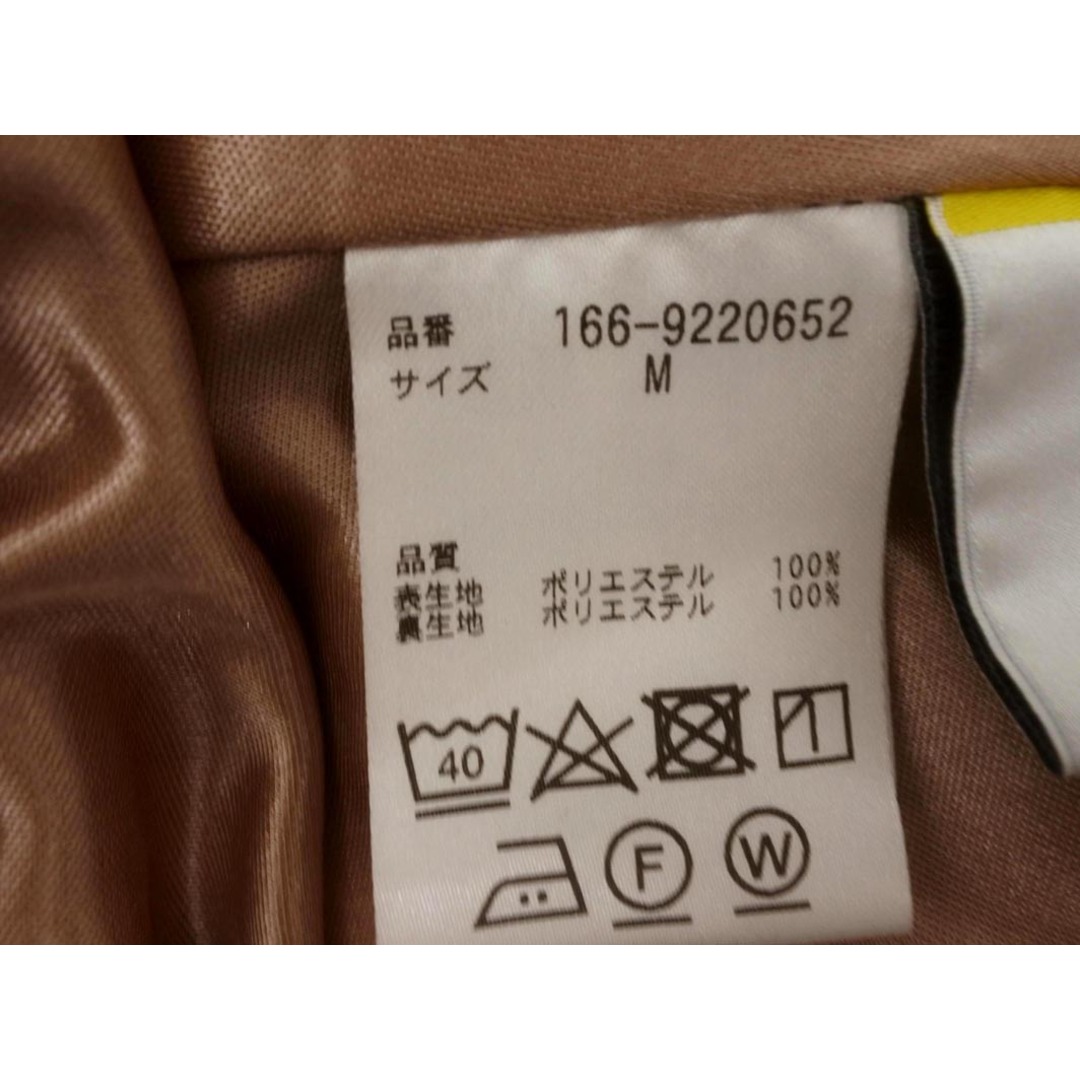 品番 166-9220652
サイズ M
品質
表生地 ポリエステル 100%
裏生地 ポリエステル 100%
40
F W